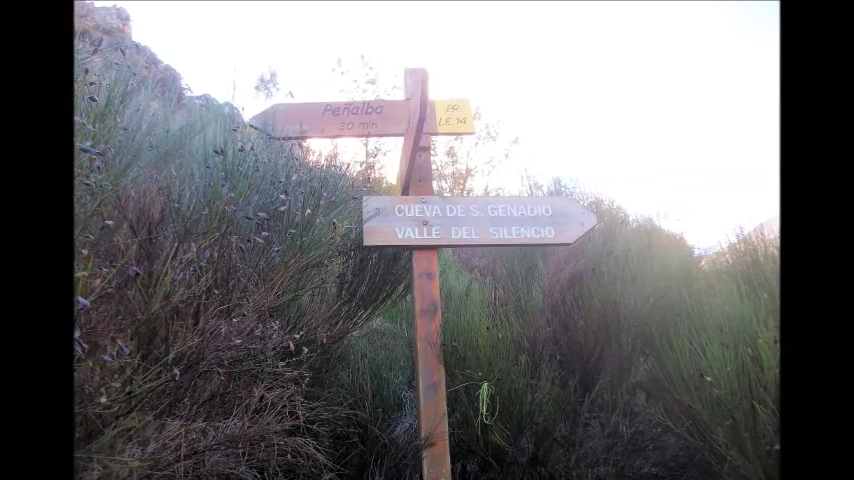 Peñalba
30 min
PR
LE.14
CUEVA DE S. GENADIO
VALLE DEL SILENCIO